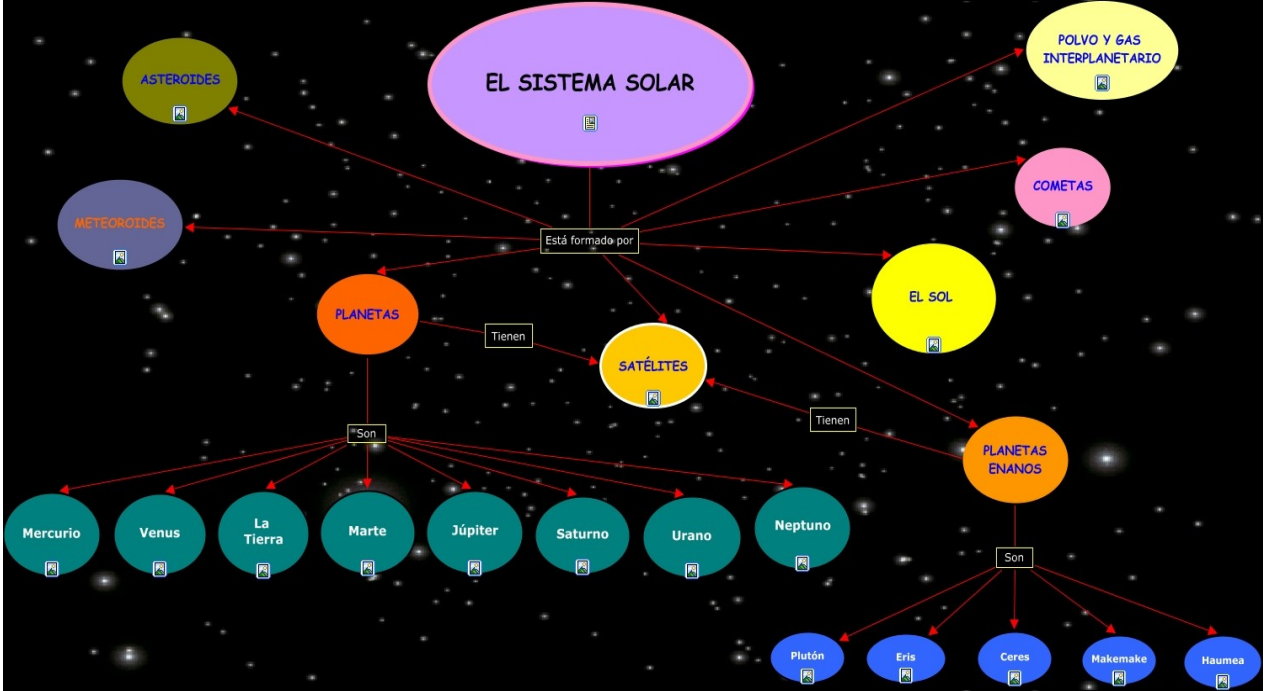 EL SISTEMA SOLAR
POLVO Y GAS
INTERPLANETARIO
ASTEROIDES
COMETAS
METEOROIDES
Está formado por
EL SOL
PLANETAS
Tienen
SATÉLITES
Tienen
PLANETAS
ENANOS
Son
Mercurio
Venus
La
Tierra
Marte
Júpiter
Saturno
Urano
Neptuno
Son
Plutón
Eris
Ceres
Makemake
Haumea